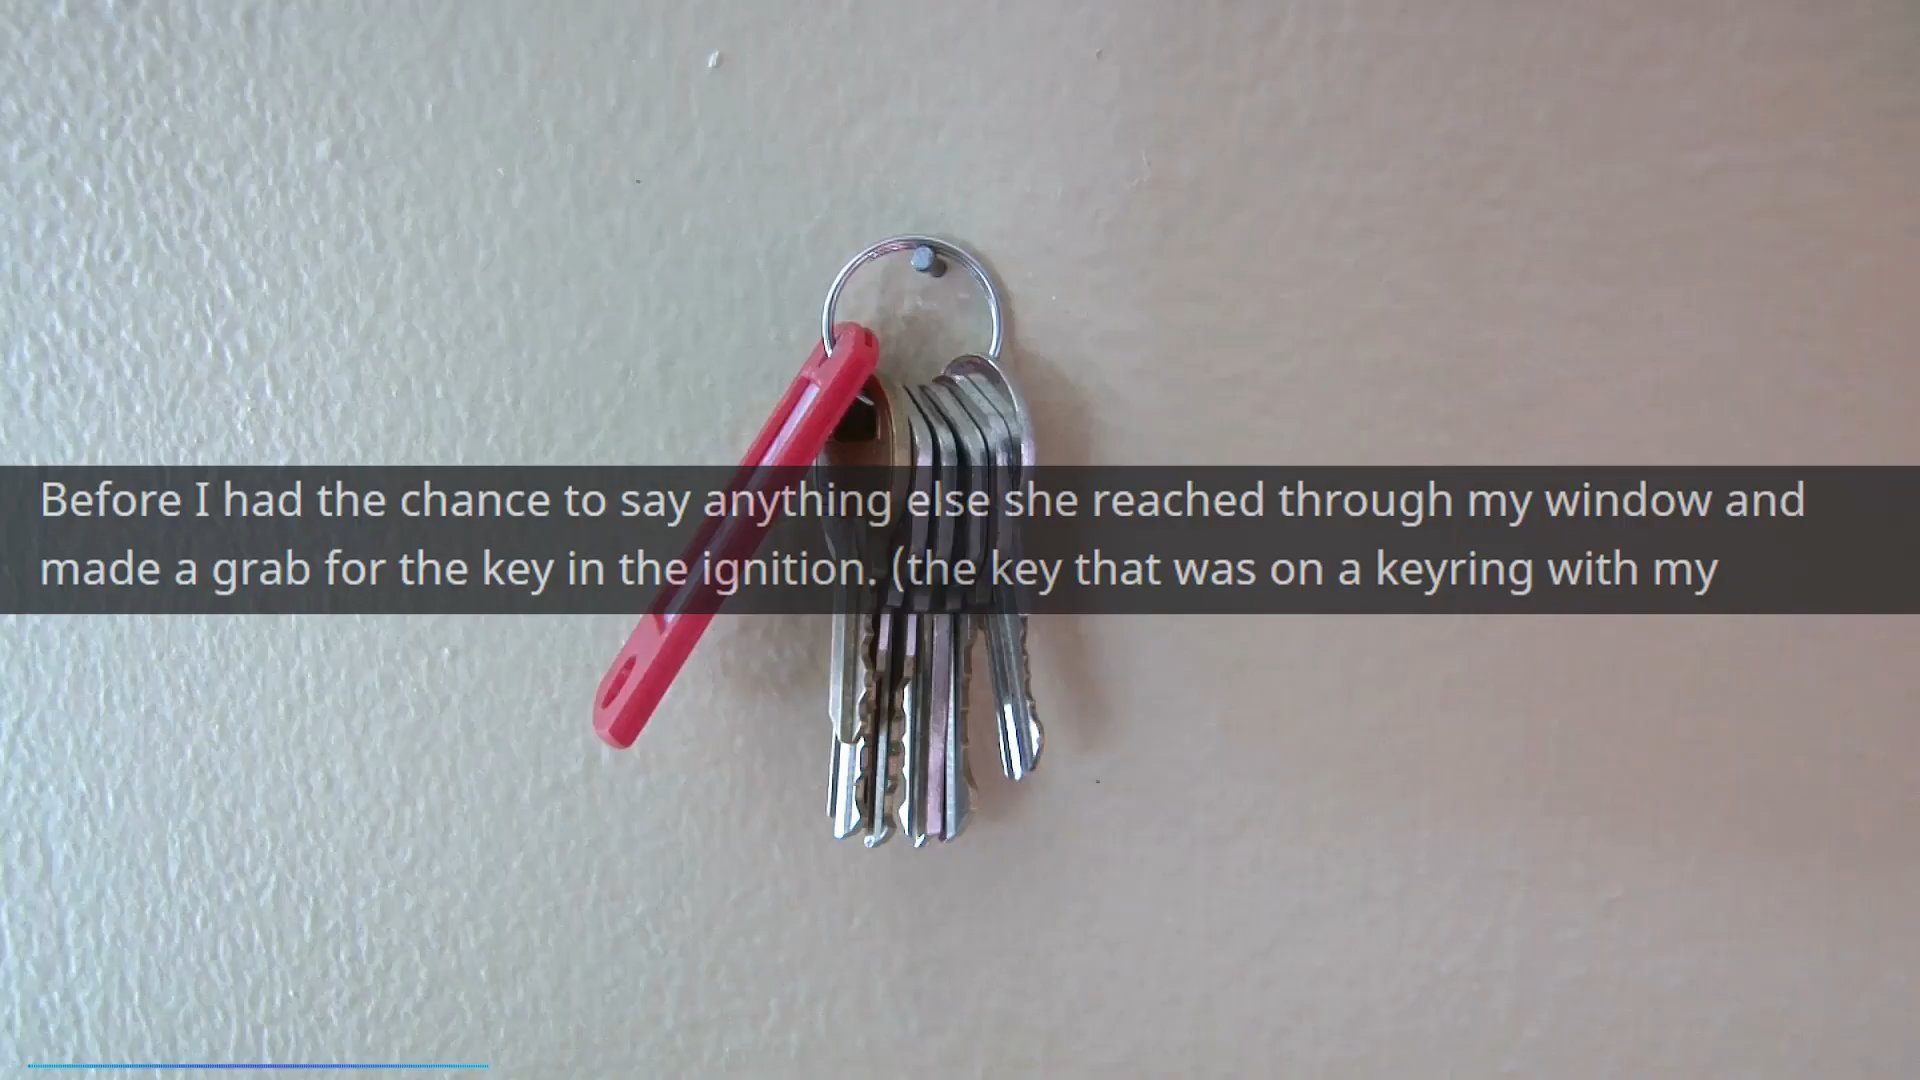 Before I had the chance to say anything else she reached through my window and
made a grab for the key in the ignition. (the key that was on a keyring with my